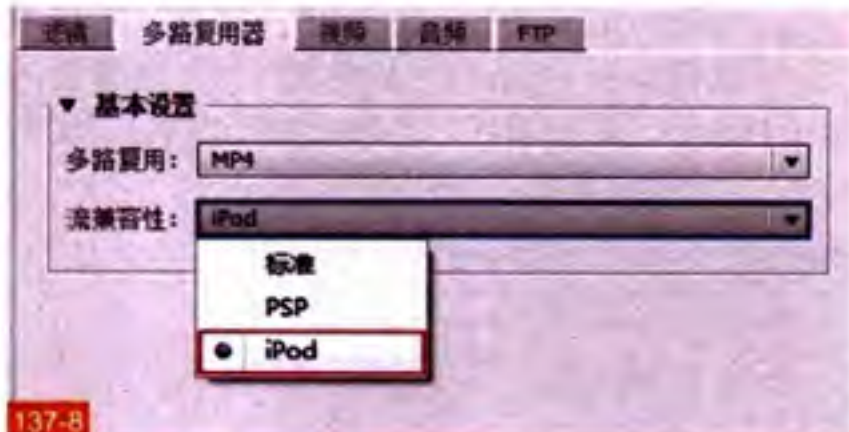 滤镜 多路复用器 视频 音频 FTP
▼ 基本设置
多路复用: MP4
流兼容性: iPod
标准
PSP
iPod
137-8